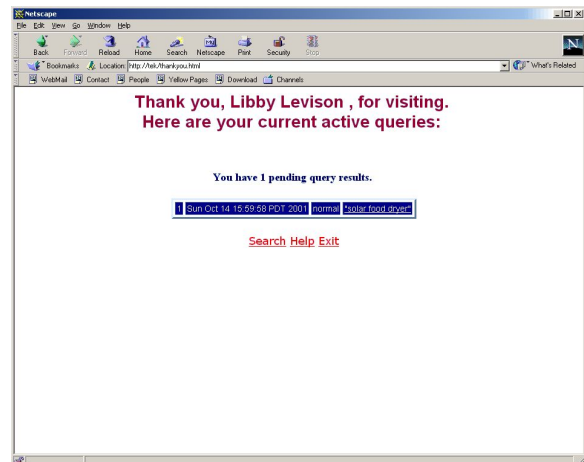 Netscape
File Edit View Go Window Help
Back Forward Reload Home Search Netscape Print Security Stop
Bookmarks Location: http://tek/thankyou.html What's Related
WebMail Contact People Yellow Pages Download Channels
Thank you, Libby Levison , for visiting.
Here are your current active queries:
You have 1 pending query results.
1 Sun Oct 14 15:59:58 PDT 2001 normal "solar food dryer"
Search Help Exit